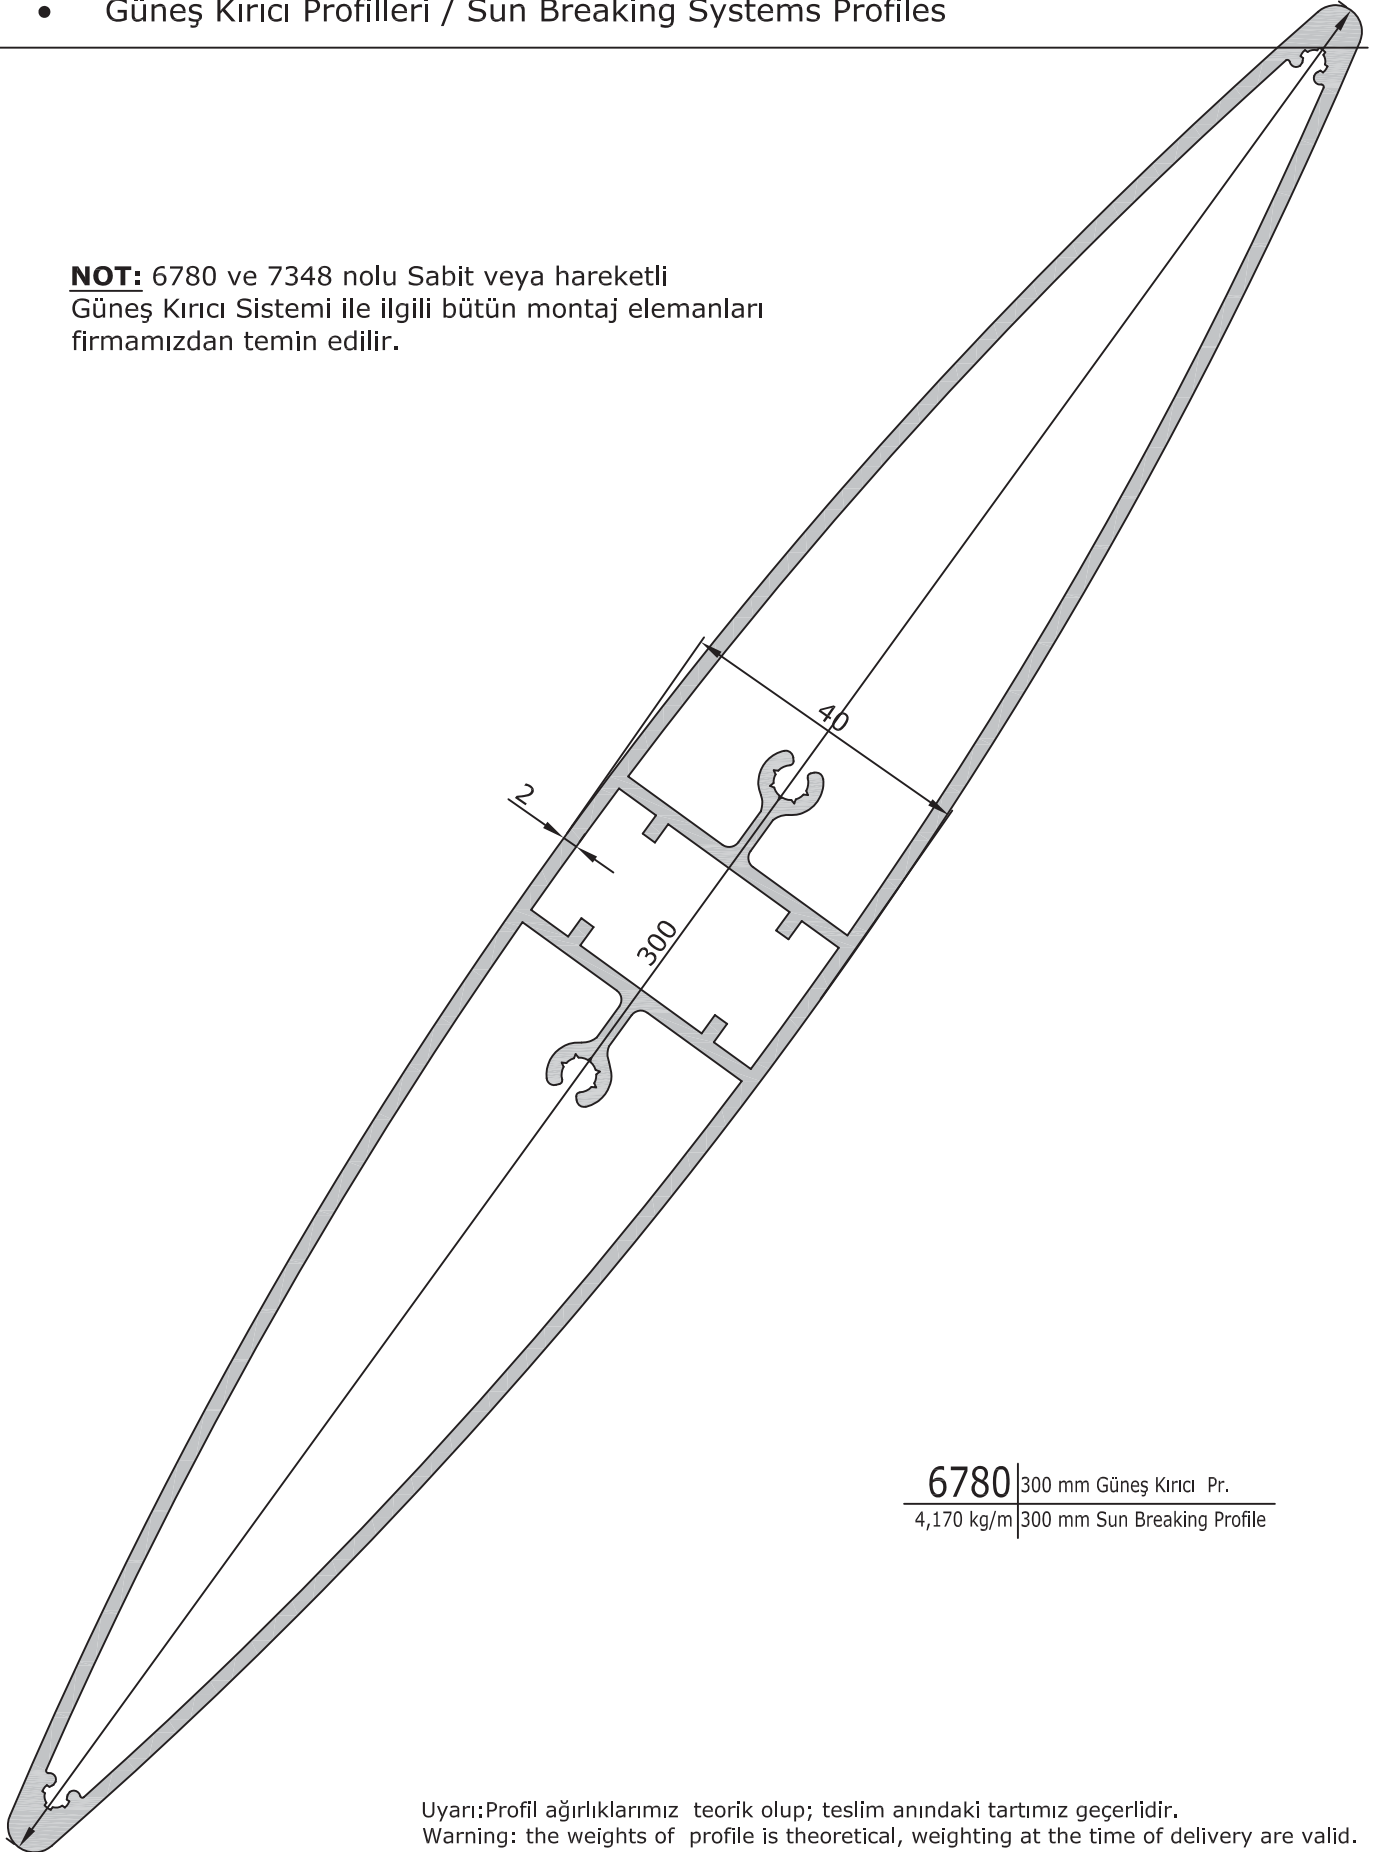 • Güneş Kırıcı Profilleri / Sun Breaking Systems Profiles
NOT: 6780 ve 7348 nolu Sabit veya hareketli
Güneş Kırıcı Sistemi ile ilgili bütün montaj elemanları
firmamızdan temin edilir.
40
2
300
6780 300 mm Güneş Kırıcı Pr.
4,170 kg/m 300 mm Sun Breaking Profile
Uyarı:Profil ağırlıklarımız teorik olup; teslim anındaki tartımız geçerlidir.
Warning: the weights of profile is theoretical, weighting at the time of delivery are valid.